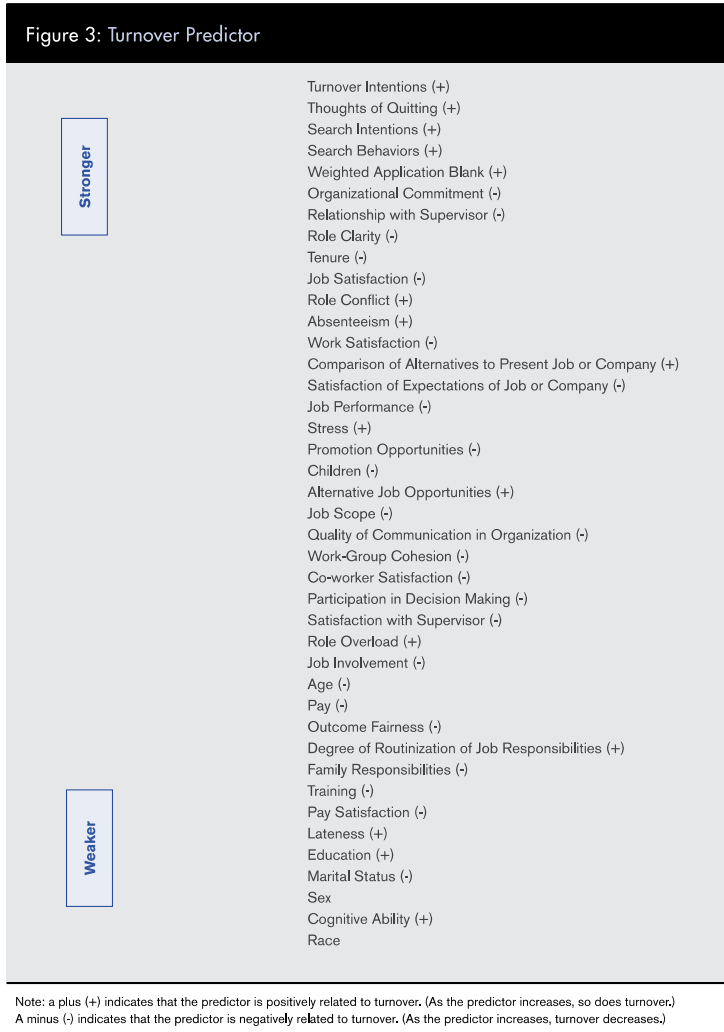 Figure 3: Turnover Predictor
Stronger
Turnover Intentions (+)
Thoughts of Quitting (+)
Search Intentions (+)
Search Behaviors (+)
Weighted Application Blank (+)
Organizational Commitment (-)
Relationship with Supervisor (-)
Role Clarity (-)
Tenure (-)
Job Satisfaction (-)
Role Conflict (+)
Absenteeism (+)
Work Satisfaction (-)
Comparison of Alternatives to Present Job or Company (+)
Satisfaction of Expectations of Job or Company (-)
Job Performance (-)
Stress (+)
Promotion Opportunities (-)
Children (-)
Alternative Job Opportunities (+)
Job Scope (-)
Quality of Communication in Organization (-)
Work-Group Cohesion (-)
Co-worker Satisfaction (-)
Participation in Decision Making (-)
Satisfaction with Supervisor (-)
Role Overload (+)
Job Involvement (-)
Age (-)
Pay (-)
Outcome Fairness (-)
Degree of Routinization of Job Responsibilities (+)
Family Responsibilities (-)
Training (-)
Pay Satisfaction (-)
Lateness (+)
Education (+)
Marital Status (-)
Sex
Cognitive Ability (+)
Race
Weaker
Note: a plus (+) indicates that the predictor is positively related to turnover. (As the predictor increases, so does turnover.)
A minus (-) indicates that the predictor is negatively related to turnover. (As the predictor increases, turnover decreases.)